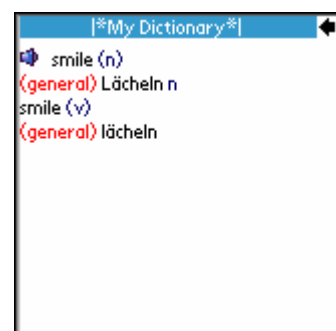 |*My Dictionary*|
smile (n)
(general) Lächeln n
smile (v)
(general) lächeln